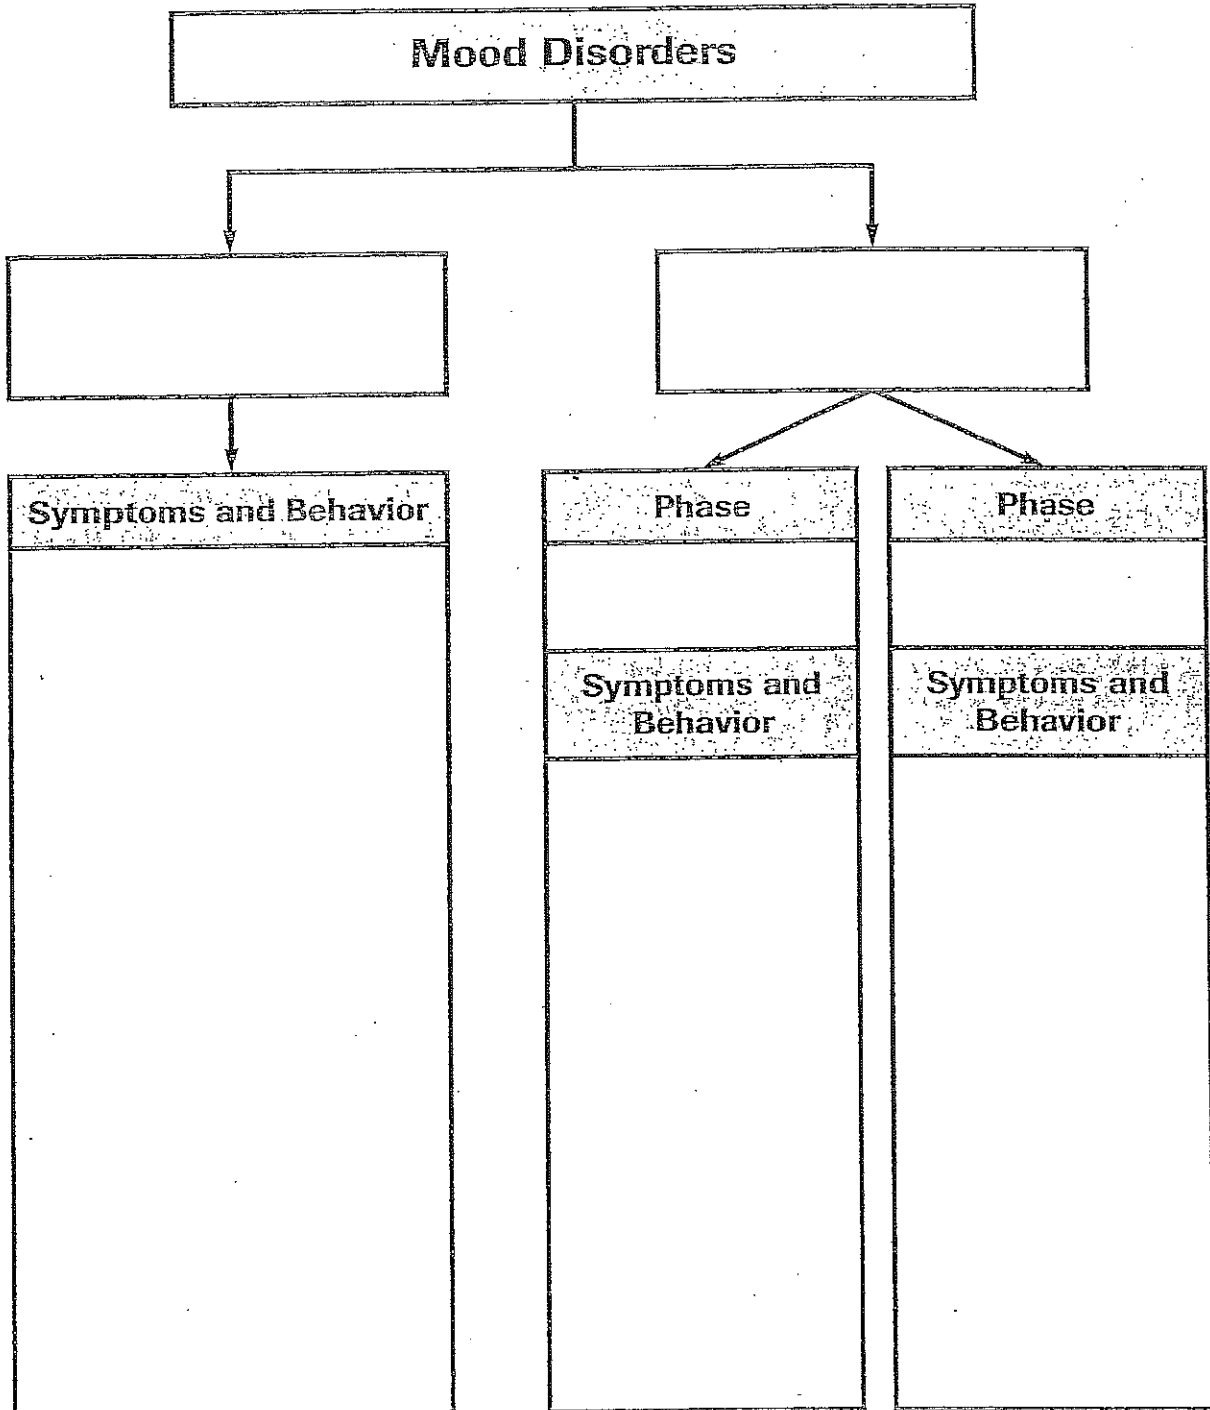 Mood Disorders
Symptoms and Behavior
Phase
Symptoms and
Behavior
Phase
Symptoms and
Behavior